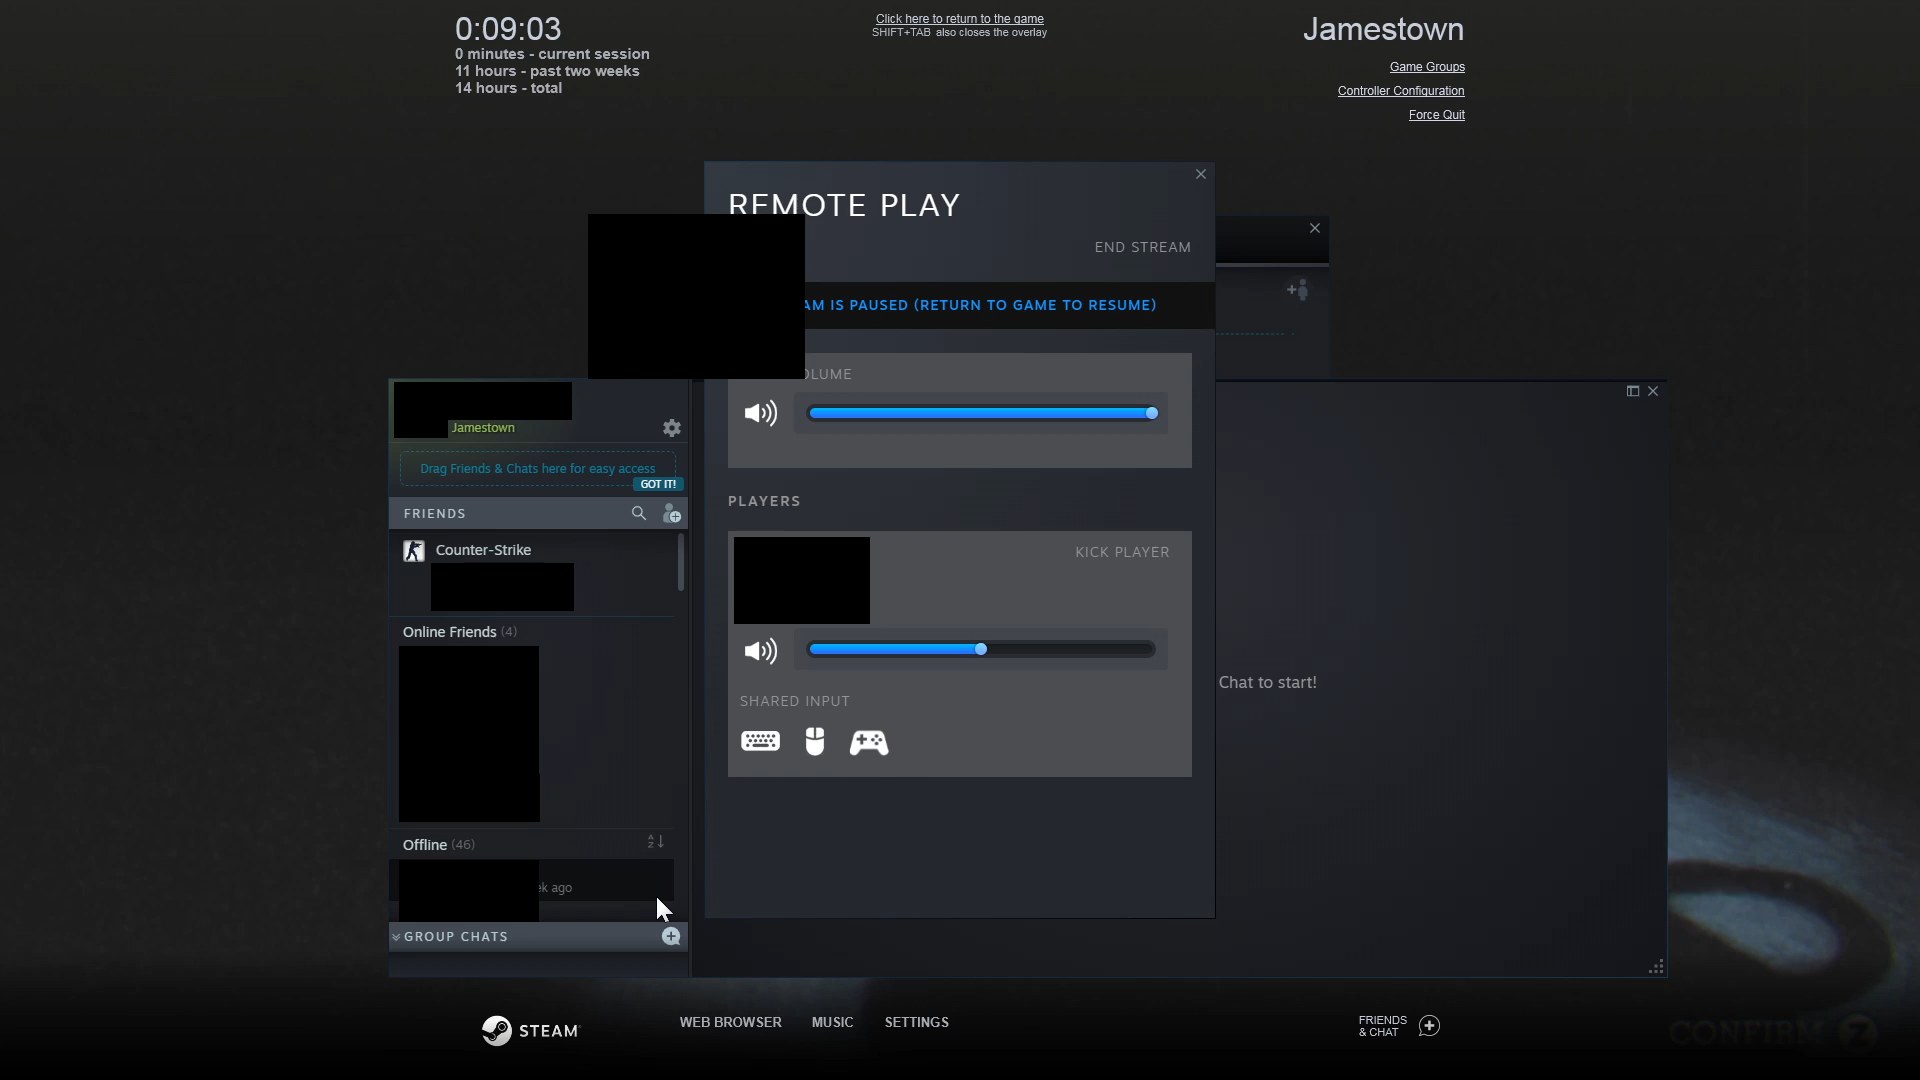 0:09:03
0 minutes - current session
11 hours - past two weeks
14 hours - total
Click here to return to the game
SHIFT+TAB also closes the overlay
Jamestown
Game Groups
Controller Configuration
Force Quit
REMOTE PLAY
END STREAM
IS PAUSED (RETURN TO GAME TO RESUME)
Jamestown
Drag Friends & Chats here for easy access
GOT IT!
FRIENDS
Counter-Strike
Online Friends (4)
Offline (46)
ago
GROUP CHATS
PLAYERS
KICK PLAYER
SHARED INPUT
Chat to start!
STEAM
WEB BROWSER
MUSIC
SETTINGS
FRIENDS
& CHAT
CONFIRM Z